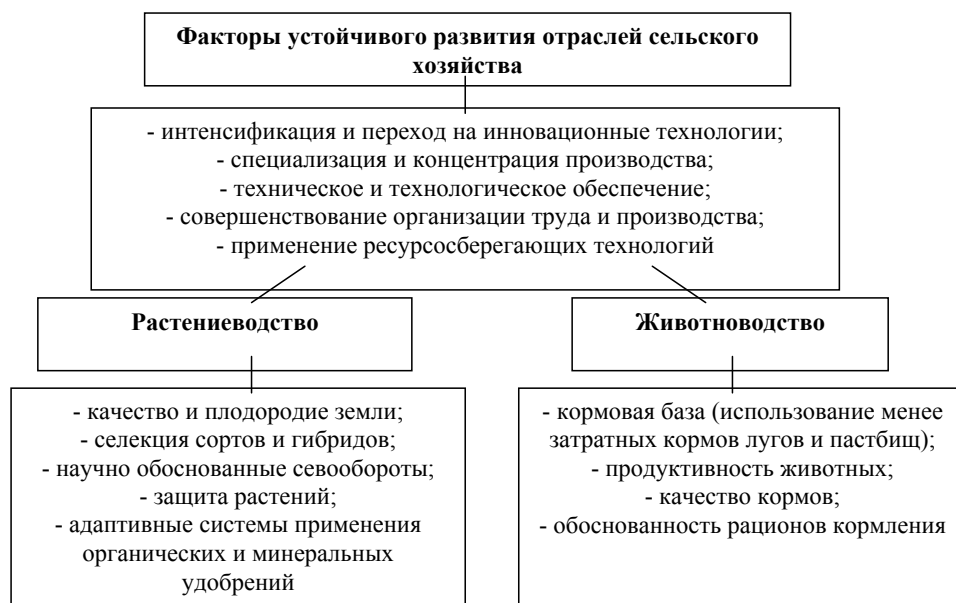 Факторы устойчивого развития отраслей сельского
хозяйства
- интенсификация и переход на инновационные технологии;
- специализация и концентрация производства;
- техническое и технологическое обеспечение;
- совершенствование организации труда и производства;
- применение ресурсосберегающих технологий
Растениеводство
- качество и плодородие земли;
- селекция сортов и гибридов;
- научно обоснованные севообороты;
- защита растений;
- адаптивные системы применения
органических и минеральных
удобрений
Животноводство
- кормовая база (использование менее
затратных кормов лугов и пастбищ);
- продуктивность животных;
- качество кормов;
- обоснованность рационов кормления